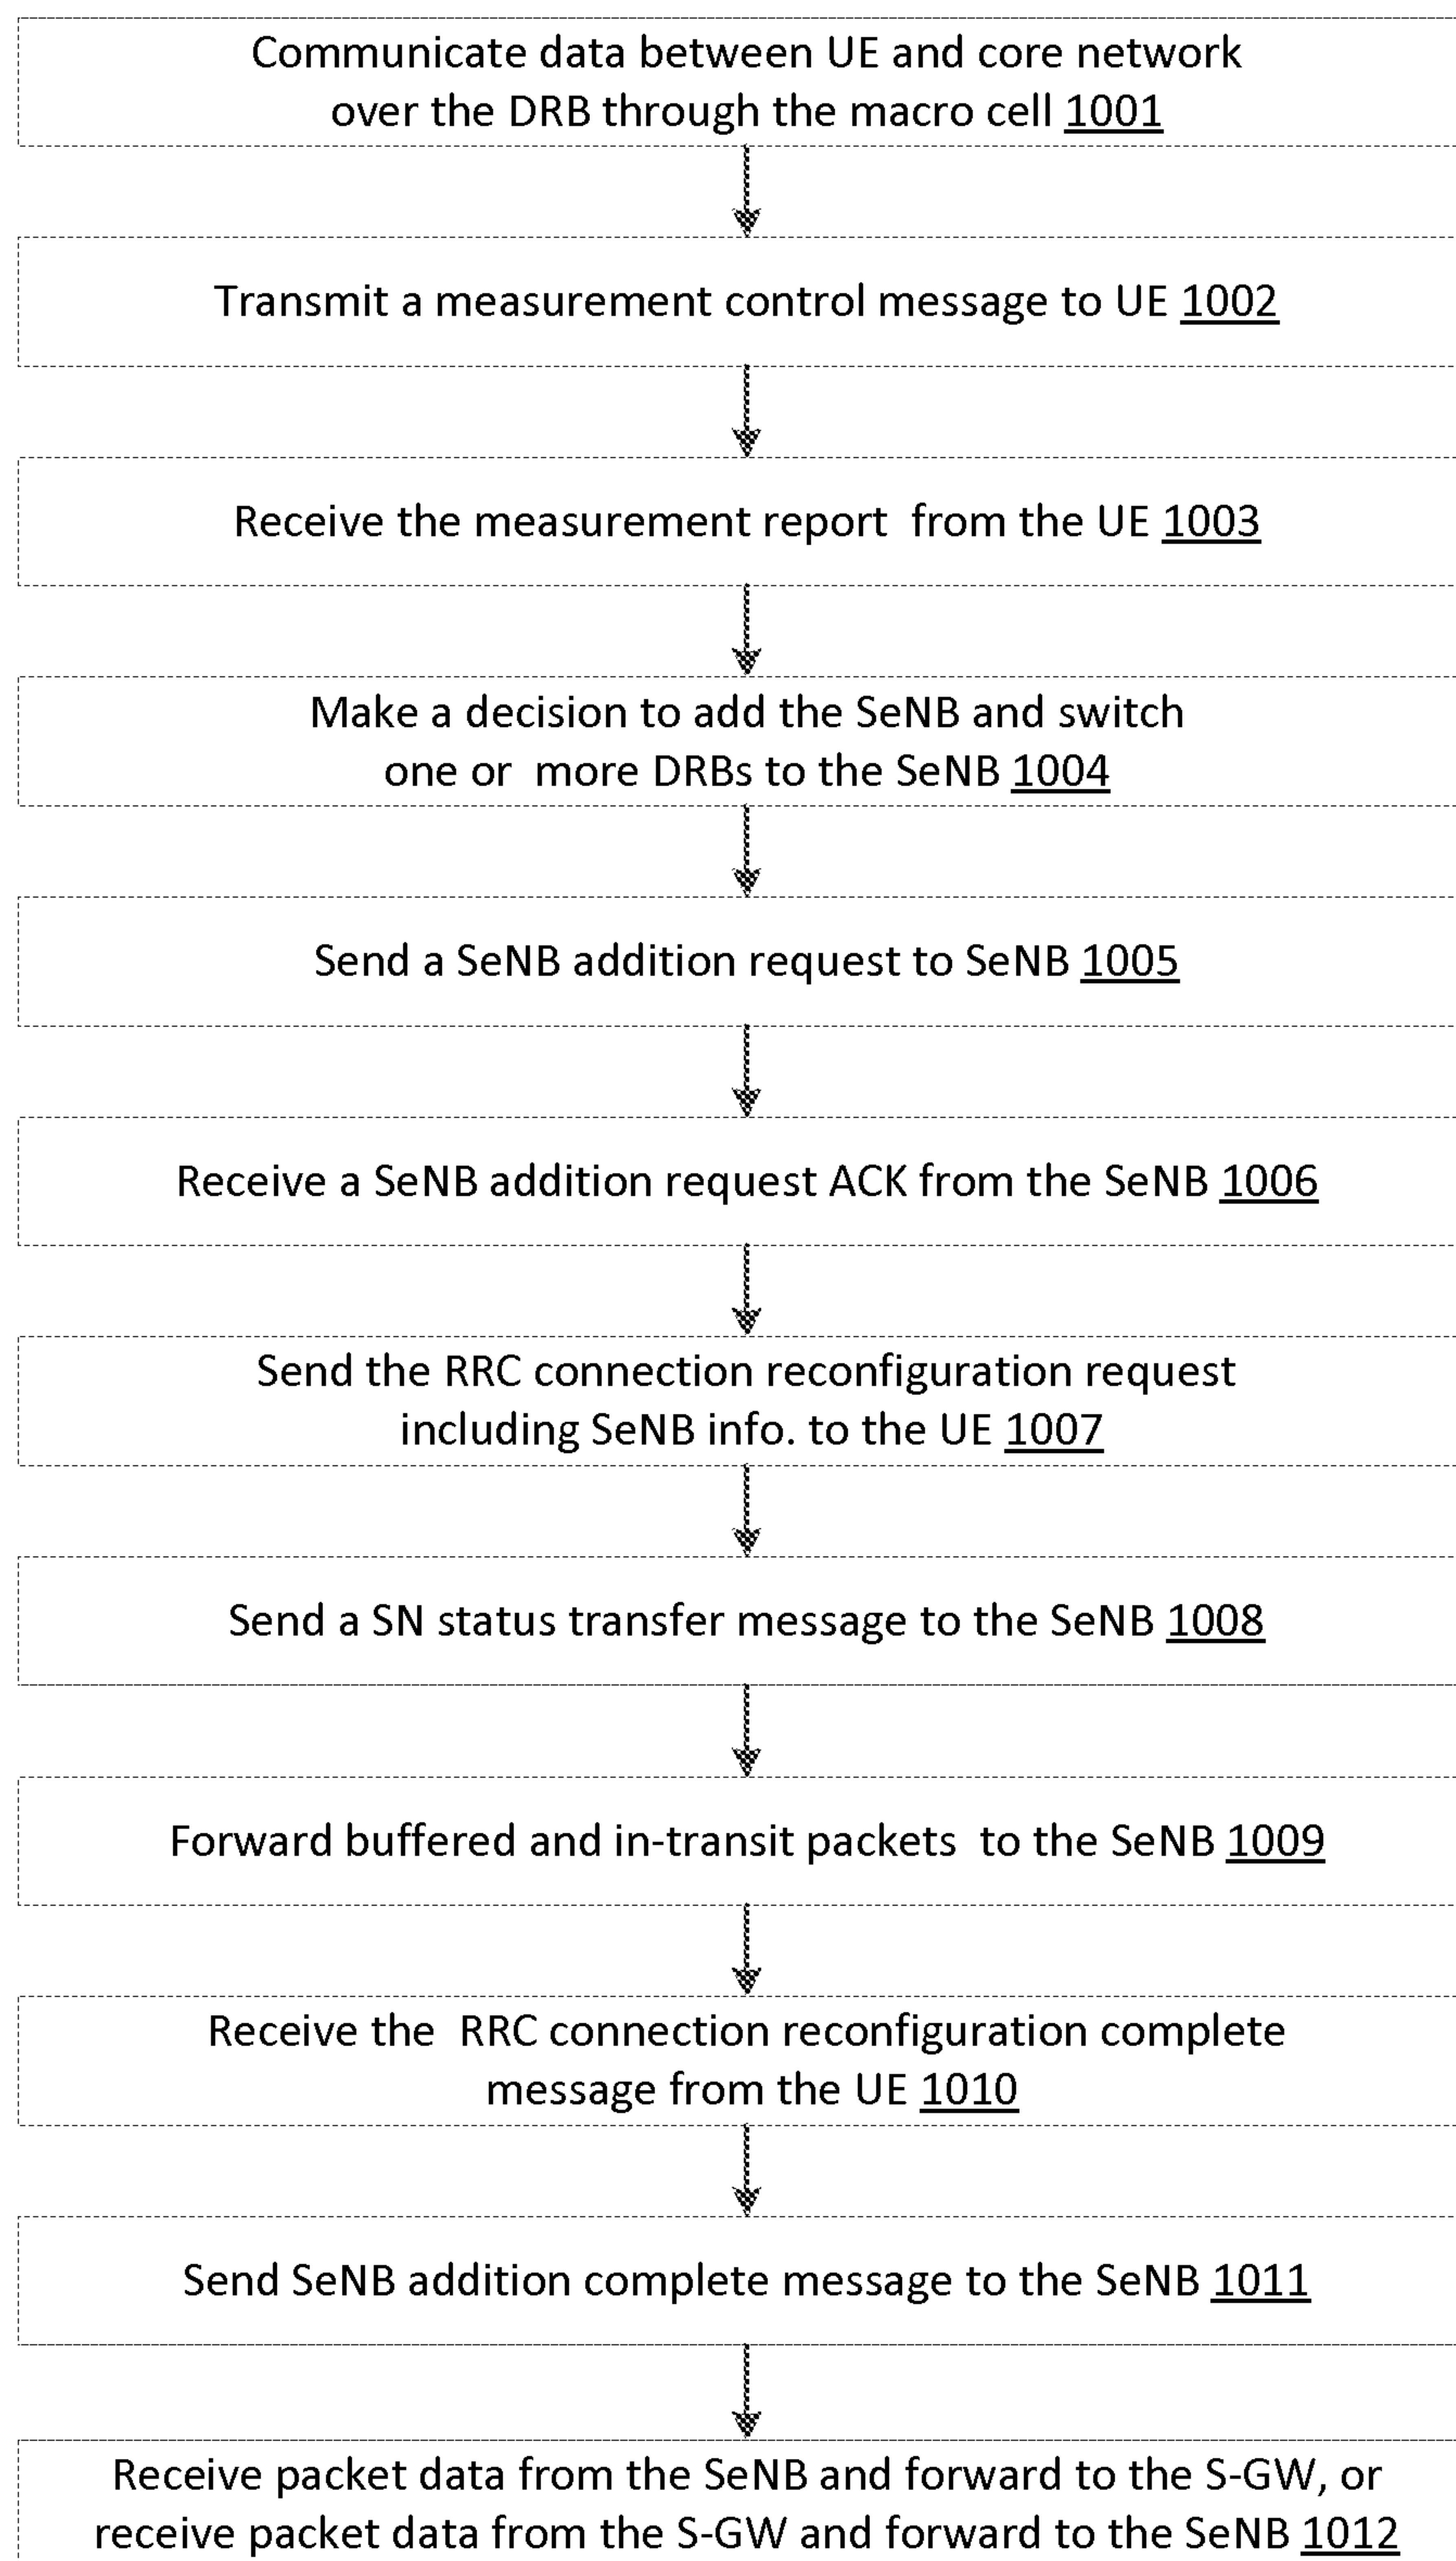 Communicate data between UE and core network
over the DRB through the macro cell 1001
Transmit a measurement control message to UE 1002
Receive the measurement report from the UE 1003
Make a decision to add the SeNB and switch
one or more DRBs to the SeNB 1004
Send a SeNB addition request to SeNB 1005
Receive a SeNB addition request ACK from the SeNB 1006
Send the RRC connection reconfiguration request
including SeNB info. to the UE 1007
Send a SN status transfer message to the SeNB 1008
Forward buffered and in-transit packets to the SeNB 1009
Receive the RRC connection reconfiguration complete
message from the UE 1010
Send SeNB addition complete message to the SeNB 1011
Receive packet data from the SeNB and forward to the S-GW, or
receive packet data from the S-GW and forward to the SeNB 1012